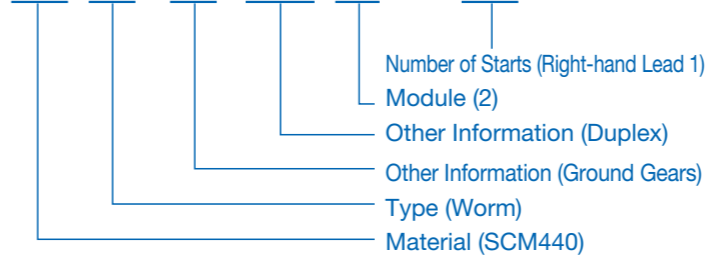 Number of Starts (Right-hand Lead 1)
Module (2)
Other Information (Duplex)
Other Information (Ground Gears)
Type (Worm)
Material (SCM440)